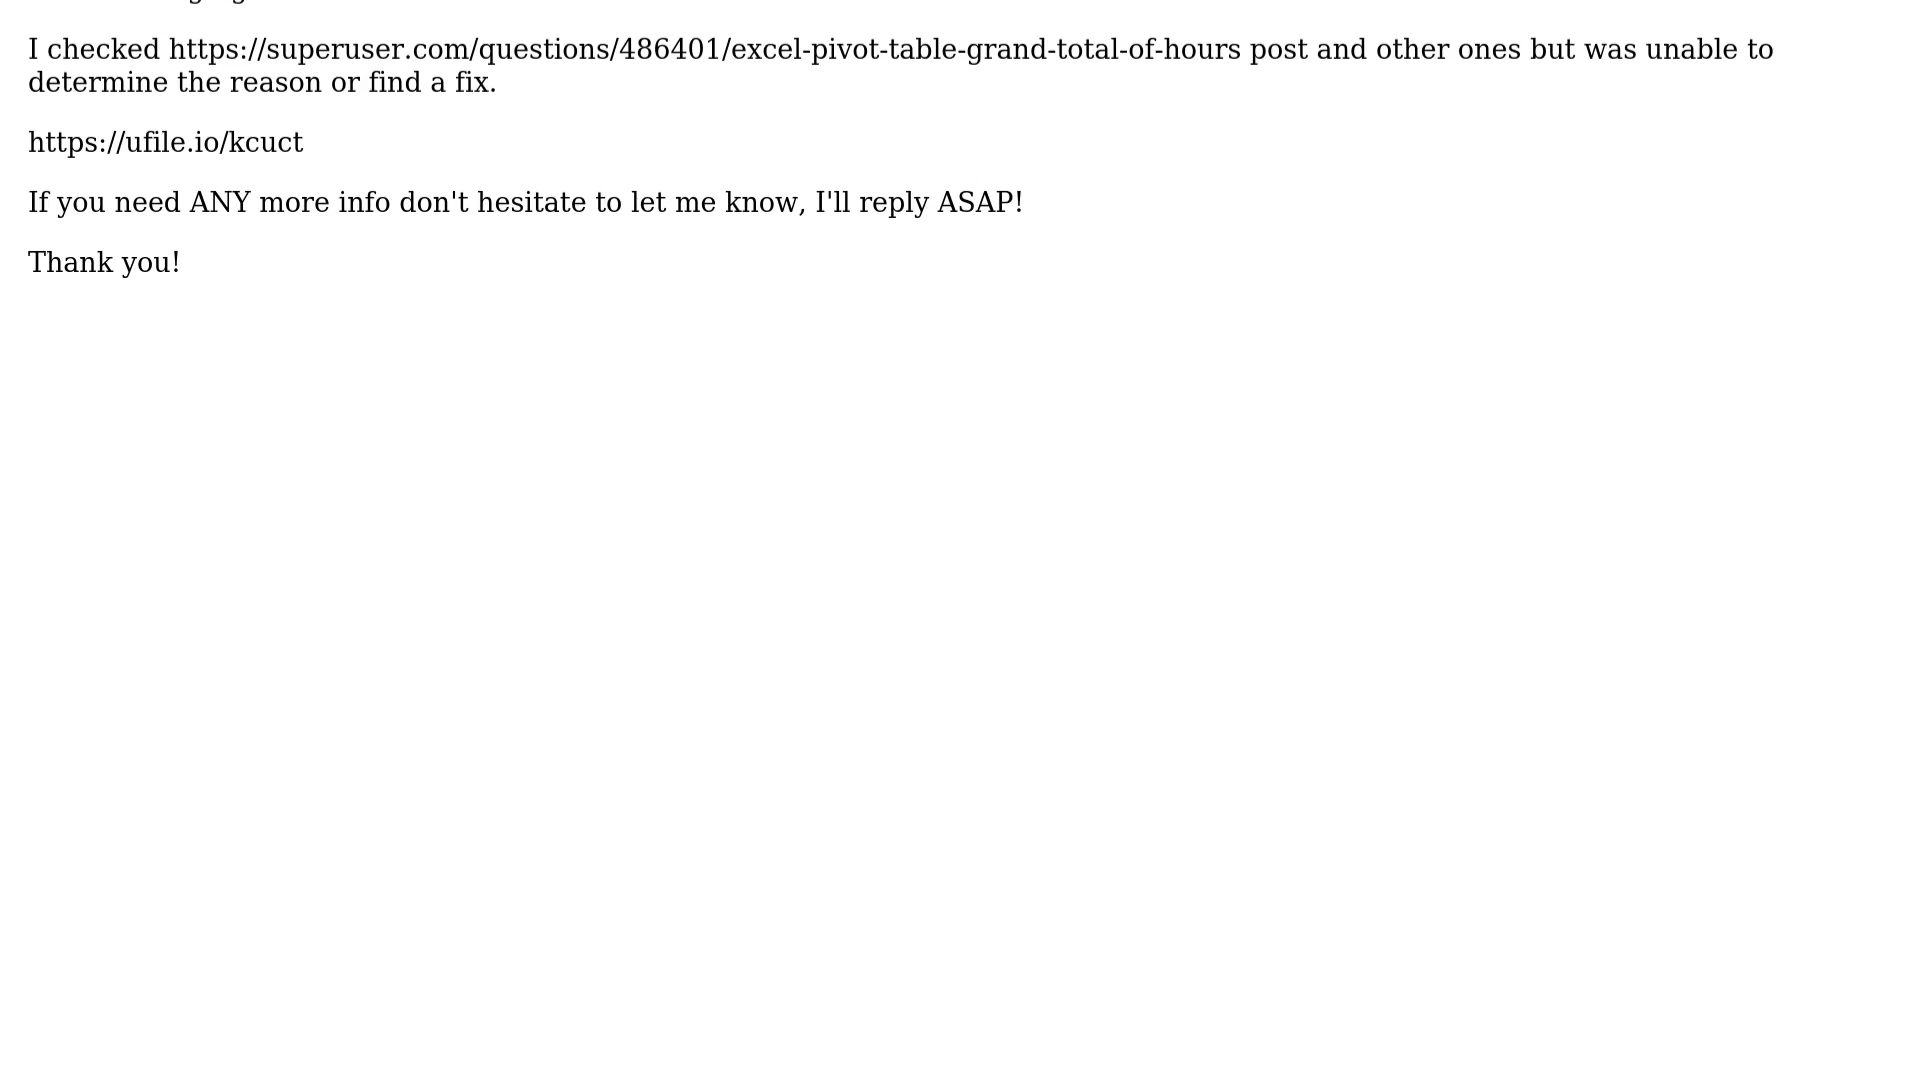 I checked https://superuser.com/questions/486401/excel-pivot-table-grand-total-of-hours post and other ones but was unable to
determine the reason or find a fix.
https://ufile.io/kcuct
If you need ANY more info don't hesitate to let me know, I'll reply ASAP!
Thank you!